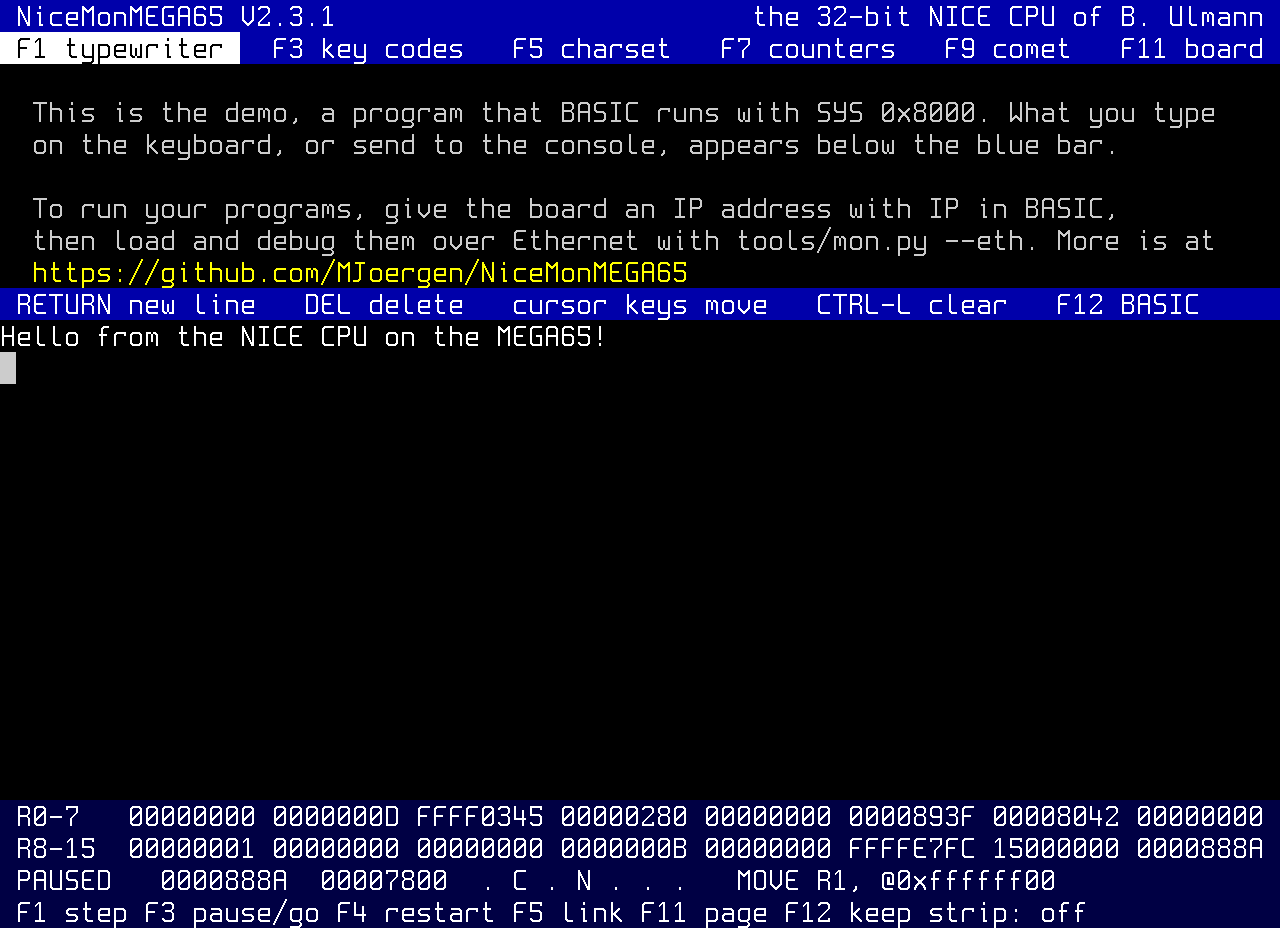 NiceMonMEGA65 V2.3.1 the 32-bit NICE CPU of B. Ulmann
F1 typewriter F3 key codes F5 charset F7 counters F9 comet F11 board
This is the demo, a program that BASIC runs with SYS 0x8000. What you type
on the keyboard, or send to the console, appears below the blue bar.
To run your programs, give the board an IP address with IP in BASIC,
then load and debug them over Ethernet with tools/mon.py --eth. More is at
https://github.com/MJoergen/NiceMonMEGA65
RETURN new line DEL delete cursor keys move CTRL-L clear F12 BASIC
Hello from the NICE CPU on the MEGA65!
R0-7 00000000 0000000D FFFF0345 00000280 00000000 0000893F 00008042 00000000
R8-15 00000001 00000000 00000000 0000000B 00000000 FFFFE7FC 15000000 0000888A
PAUSED 0000888A 00007800 . C . N . . . MOVE R1, @0xffffff00
F1 step F3 pause/go F4 restart F5 link F11 page F12 keep strip: off